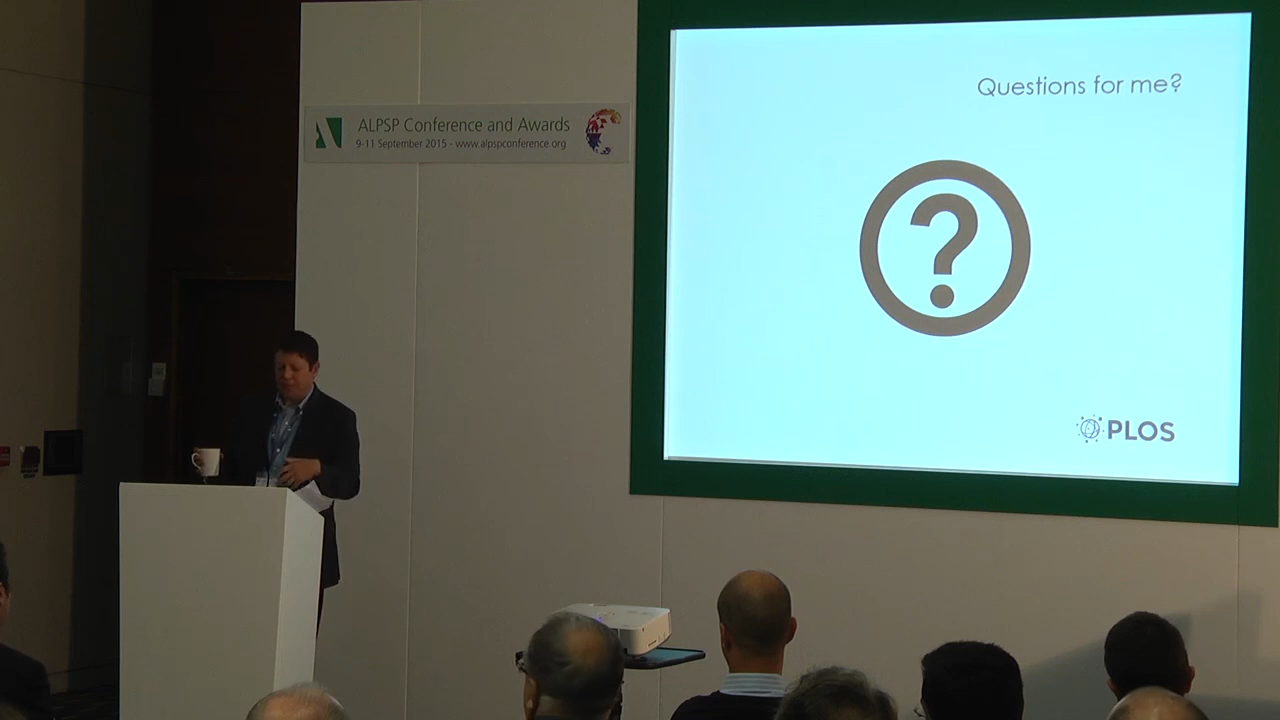 ALPSP Conference and Awards
9-11 September 2015 - www.alpspconference.org
Questions for me?
?
PLOS